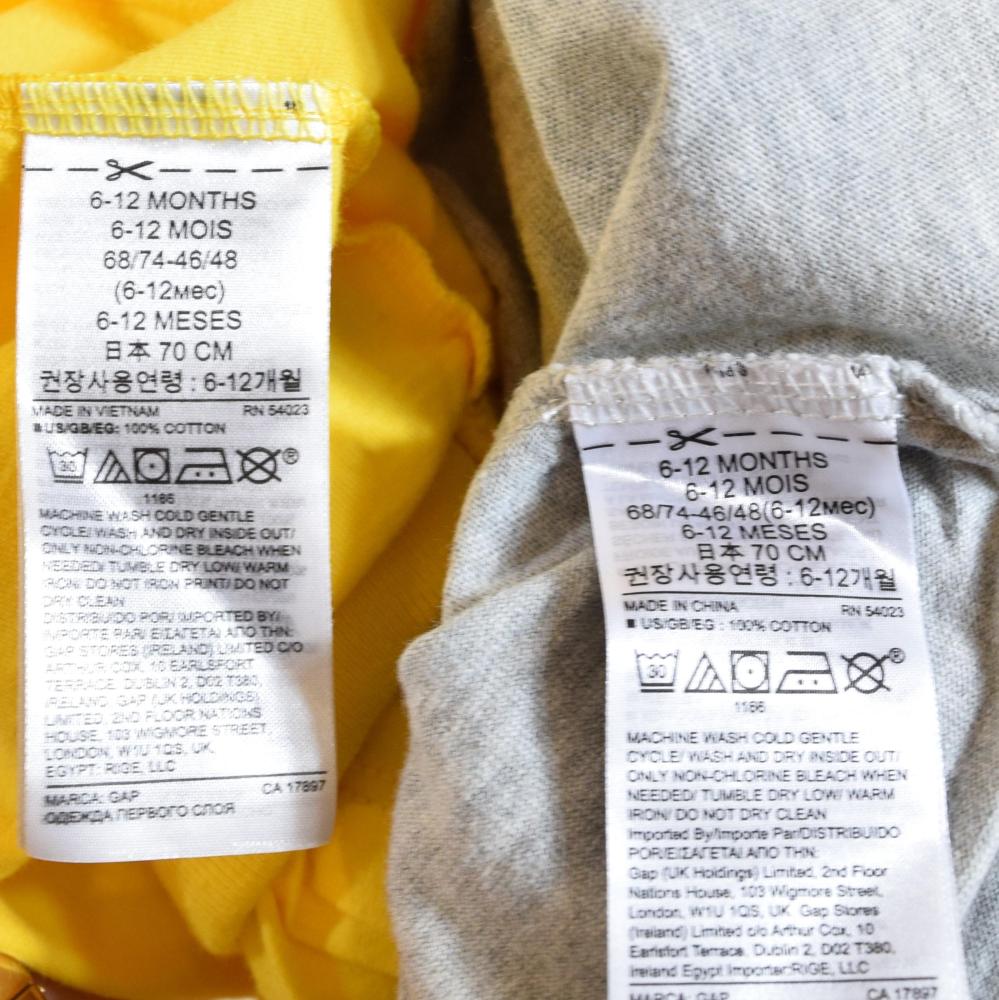 6-12 MONTHS
6-12 MOIS
68/74-46/48
(6-12мес)
6-12 MESES
日本 70 CM
권장사용연령 : 6-12개월
MADE IN VIETNAM RN 54023
■ US/GB/EG: 100% COTTON
30
1166
MACHINE WASH COLD GENTLE
CYCLE/ WASH AND DRY INSIDE OUT/
ONLY NON-CHLORINE BLEACH WHEN
NEEDED/ TUMBLE DRY LOW/ WARM
IRON/ DO NOT IRON PRINT/ DO NOT
DRY CLEAN
DISTRIBUIDO POR/ IMPORTED BY/
IMPORTE PAR/ ΕΙΣΑΓΕΤΑΙ ΑΠΟ ΤΗΝ:
GAP STORES (IRELAND) LIMITED C/O
ARTHUR COX, 10 EARLSFORT
TERRACE, DUBLIN 2, D02 T380,
IRELAND. GAP (UK HOLDINGS)
LIMITED, 2ND FLOOR NATIONS
HOUSE, 103 WIGMORE STREET,
LONDON, W1U 1QS, UK.
EGYPT: RIGE, LLC
MARCA: GAP CA 17897
ОДЕЖДА ПЕРВОГО СЛОЯ
6-12 MONTHS
6-12 MOIS
68/74-46/48(6-12мес)
6-12 MESES
日本 70 CM
권장사용연령 : 6-12개월
MADE IN CHINA RN 54023
■ US/GB/EG : 100% COTTON
30
1166
MACHINE WASH COLD GENTLE
CYCLE/ WASH AND DRY INSIDE OUT/
ONLY NON-CHLORINE BLEACH WHEN
NEEDED/ TUMBLE DRY LOW/ WARM
IRON/ DO NOT DRY CLEAN
Imported By/Importe Par/DISTRIBUIDO
POR/ΕΙΣΑΓΕΤΑΙ ΑΠΟ ΤΗΝ:
Gap (UK Holdings) Limited, 2nd Floor
Nations House, 103 Wigmore Street,
London, W1U 1QS, UK. Gap Stores
(Ireland) Limited c/o Arthur Cox, 10
Earlsfort Terrace, Dublin 2, D02 T380,
Ireland Egypt Importer:RIGE, LLC
MARCA: GAP CA 17897